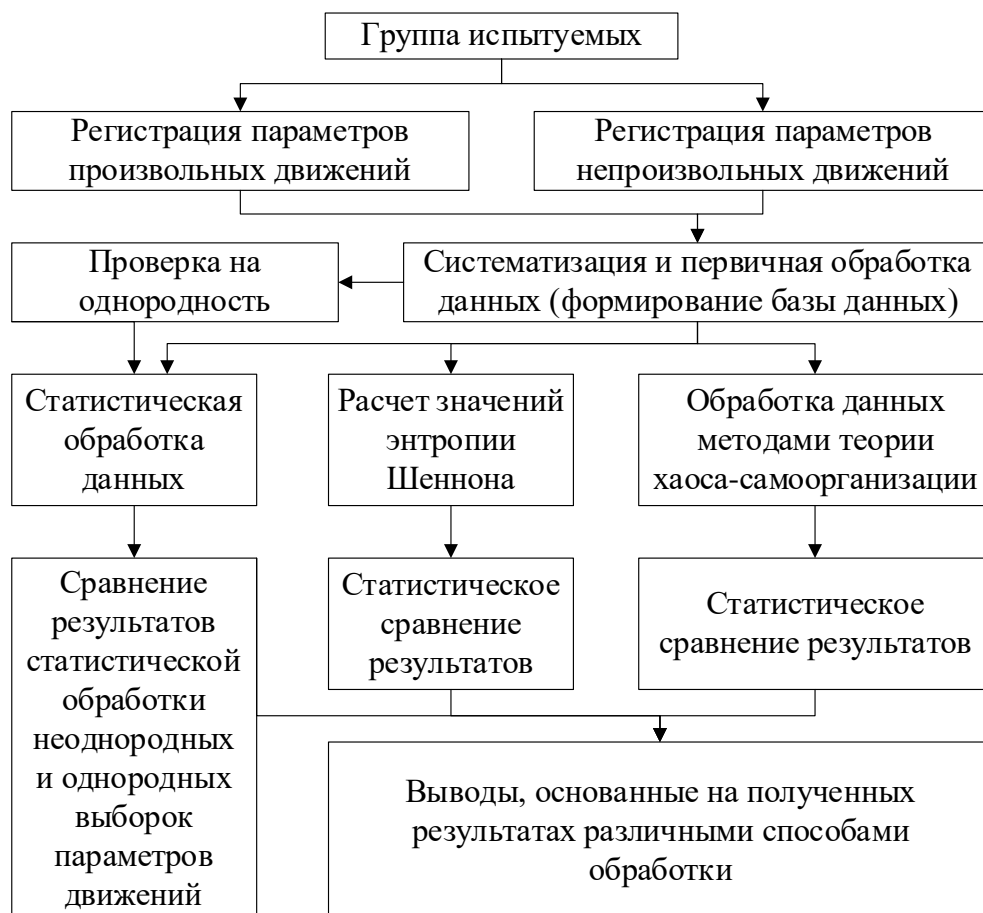 Группа испытуемых
Регистрация параметров
произвольных движений
Регистрация параметров
непроизвольных движений
Проверка на
однородность
Систематизация и первичная обработка
данных (формирование базы данных)
Статистическая
обработка
данных
Расчет значений
энтропии
Шеннона
Обработка данных
методами теории
хаоса-самоорганизации
Сравнение
результатов
статистической
обработки
неоднородных
и однородных
выборок
параметров
движений
Статистическое
сравнение
результатов
Статистическое
сравнение результатов
Выводы, основанные на полученных
результатах различными способами
обработки